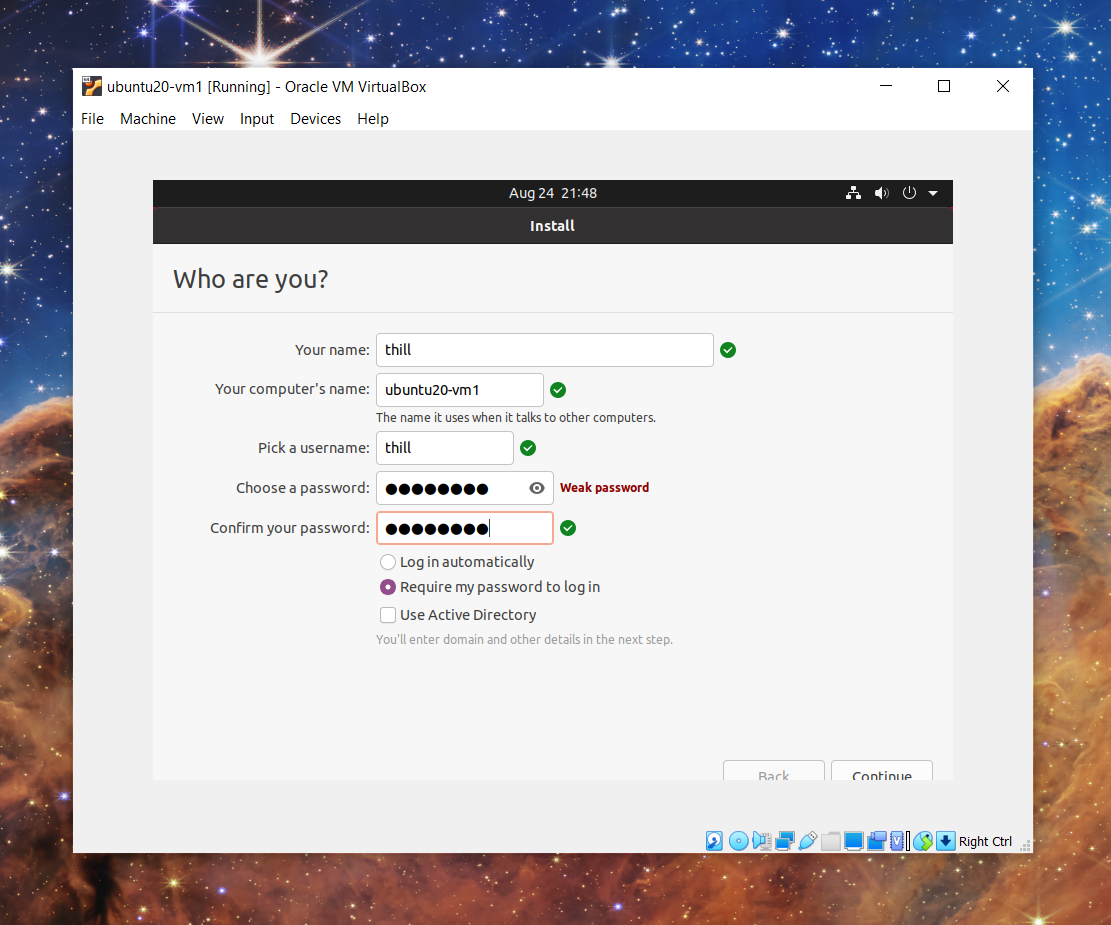 ubuntu20-vm1 [Running] - Oracle VM VirtualBox
File Machine View Input Devices Help
Aug 24 21:48
Install
Who are you?
Your name: thill
Your computer's name: ubuntu20-vm1
The name it uses when it talks to other computers.
Pick a username: thill
Choose a password: ●●●●●●●● Weak password
Confirm your password: ●●●●●●●●
Log in automatically
Require my password to log in
Use Active Directory
You'll enter domain and other details in the next step.
Back Continue
Right Ctrl